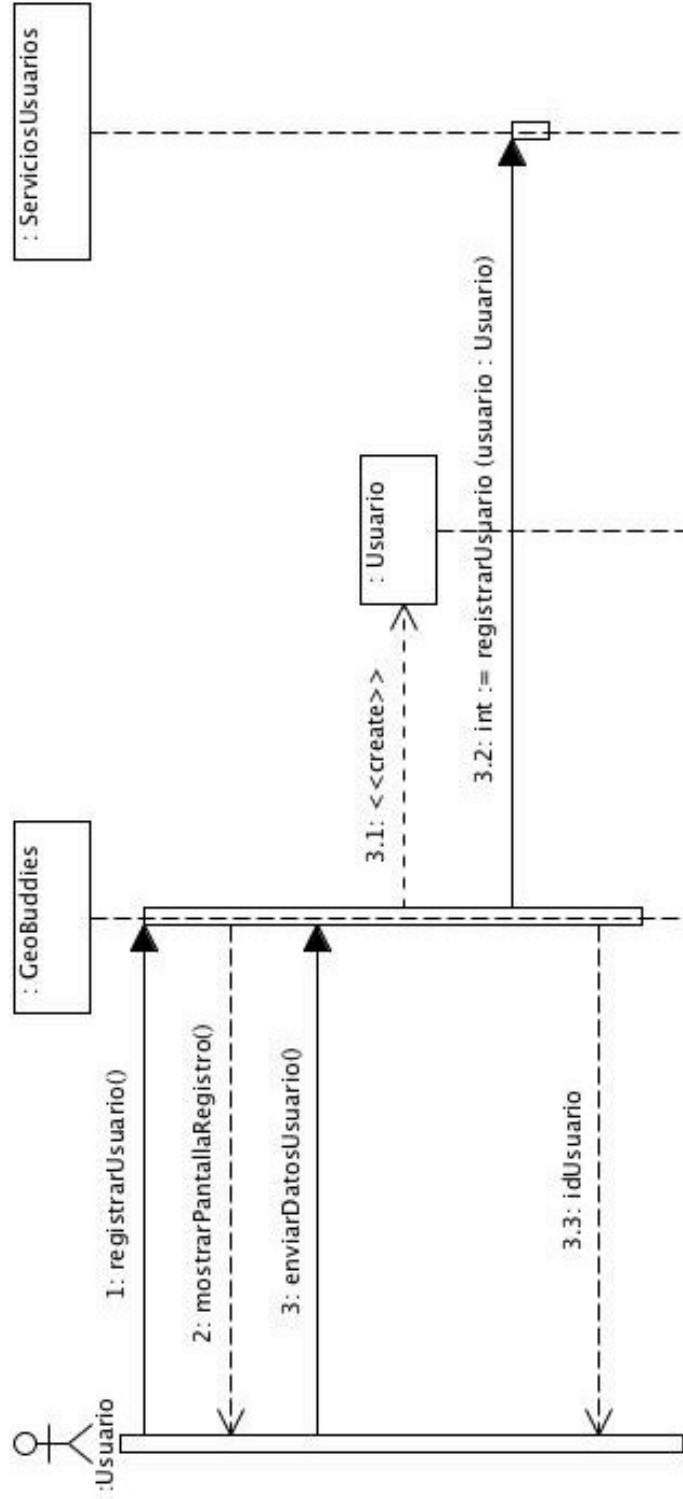 :Usuario
: GeoBuddies
: ServiciosUsuarios
1: registrarUsuario()
2: mostrarPantallaRegistro()
3: enviarDatosUsuario()
3.1: <<create>>
: Usuario
3.2: int := registrarUsuario (usuario : Usuario)
3.3: idUsuario